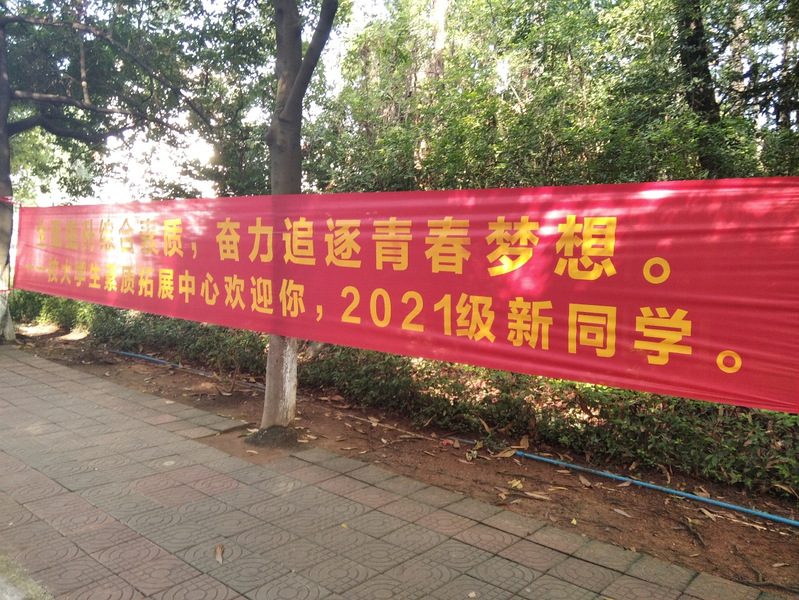 综合素质，奋力追逐青春梦想。
校大学生素质拓展中心欢迎你，2021级新同学。